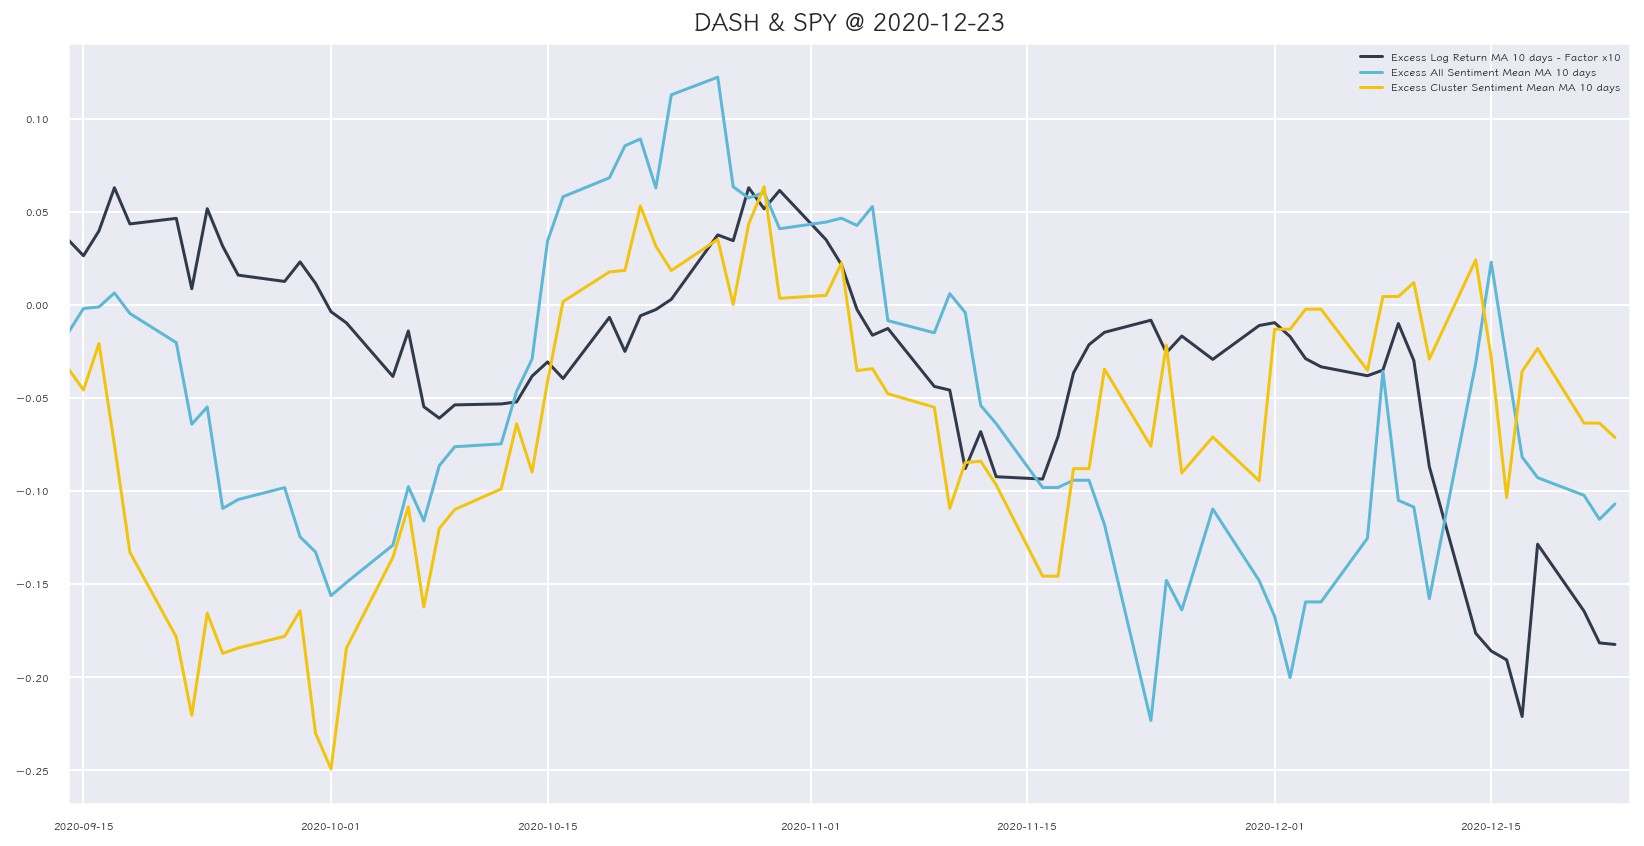 DASH & SPY @ 2020-12-23
Excess Log Return MA 10 days - Factor x10
Excess All Sentiment Mean MA 10 days
Excess Cluster Sentiment Mean MA 10 days
0.10
0.05
0.00
−0.05
−0.10
−0.15
−0.20
−0.25
2020-09-15 2020-10-01 2020-10-15 2020-11-01 2020-11-15 2020-12-01 2020-12-15